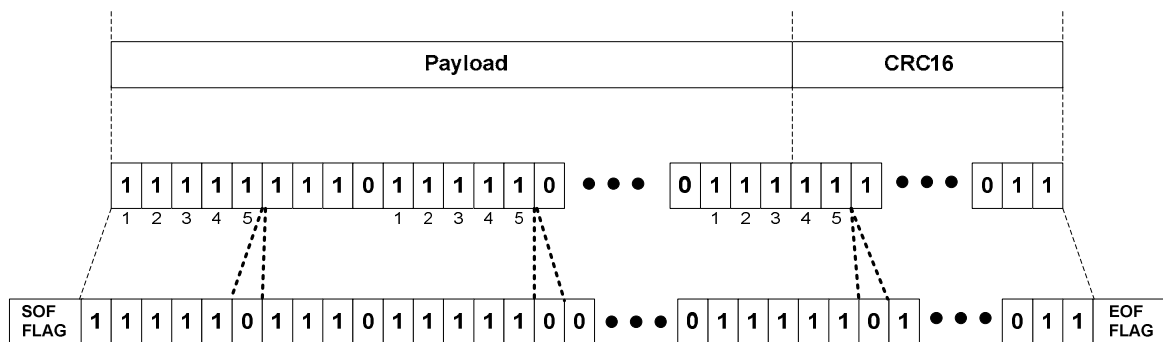 Payload CRC16
1 1 1 1 1 1 1 1 0 1 1 1 1 1 0 ● ● ● 0 1 1 1 1 1 1 ● ● ● 0 1 1
1 2 3 4 5 1 2 3 4 5 1 2 3 4 5
SOF FLAG 1 1 1 1 1 0 1 1 1 0 1 1 1 1 1 0 0 ● ● ● 0 1 1 1 1 1 0 1 ● ● ● 0 1 1 EOF FLAG